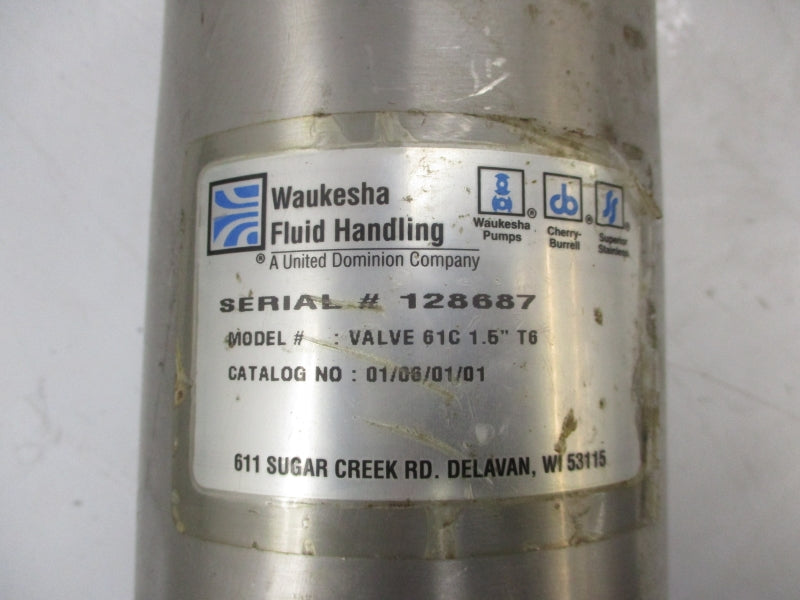 Waukesha
Fluid Handling
® A United Dominion Company
Waukesha
Pumps
®
Cherry-
Burrell
®
Superior
Stainless
®
SERIAL # 128687
MODEL # : VALVE 61C 1.5" T6
CATALOG NO : 01/06/01/01
611 SUGAR CREEK RD. DELAVAN, WI 53115